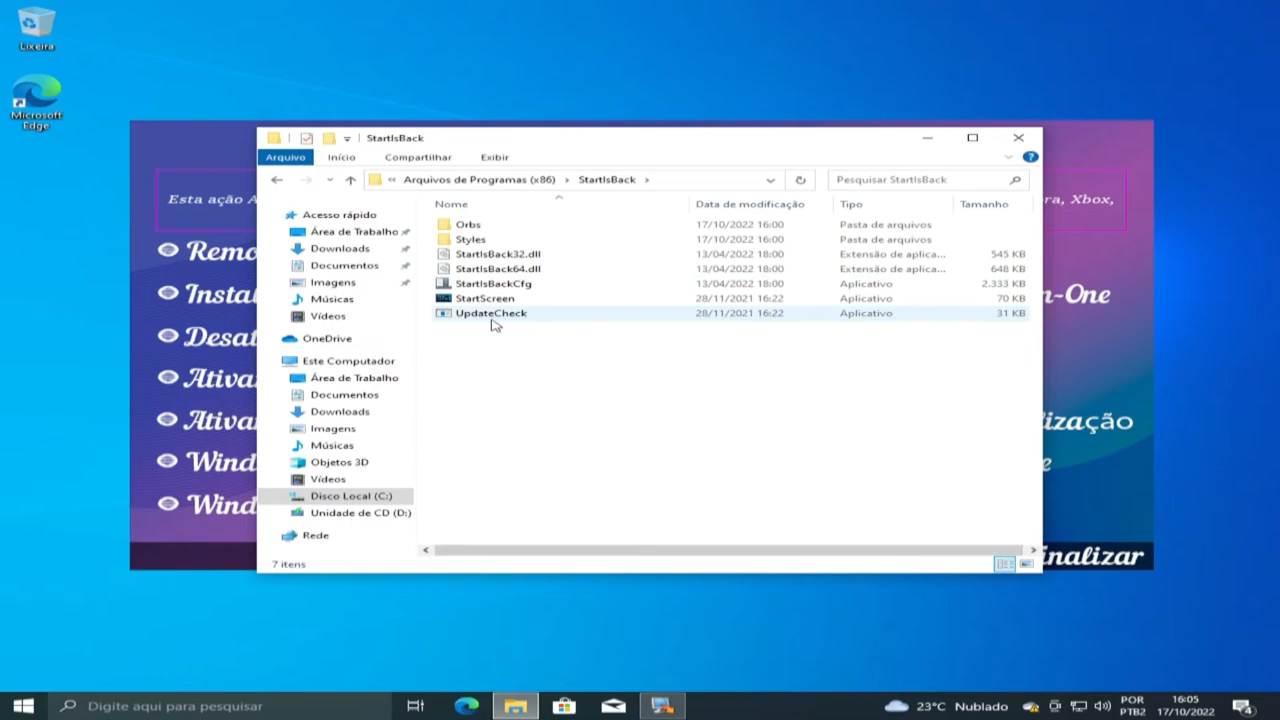 Lixeira
Microsoft
Edge
StartIsBack
Arquivo
Início
Compartilhar
Exibir
Arquivos de Programas (x86)
StartIsBack
Pesquisar StartIsBack
Nome
Data de modificação
Tipo
Tamanho
Orbs 17/10/2022 16:00 Pasta de arquivos
Styles 17/10/2022 16:00 Pasta de arquivos
StartIsBack32.dll 13/04/2022 18:00 Extensão de aplica... 545 KB
StartIsBack64.dll 13/04/2022 18:00 Extensão de aplica... 648 KB
StartIsBackCfg 13/04/2022 18:00 Aplicativo 2.333 KB
StartScreen 28/11/2021 16:22 Aplicativo 70 KB
UpdateCheck 28/11/2021 16:22 Aplicativo 31 KB
Acesso rápido
Área de Trabalho
Downloads
Documentos
Imagens
Músicas
Vídeos
OneDrive
Este Computador
Área de Trabalho
Documentos
Downloads
Imagens
Músicas
Objetos 3D
Vídeos
Disco Local (C:)
Unidade de CD (D:)
Rede
7 itens
Esta ação A
ra, Xbox,
Remo
Instal
n-One
Desat
Ativa
Ativa
ização
Wind
Wind
inalizar
Digite aqui para pesquisar
23°C Nublado
POR
PTB2
16:05
17/10/2022
4